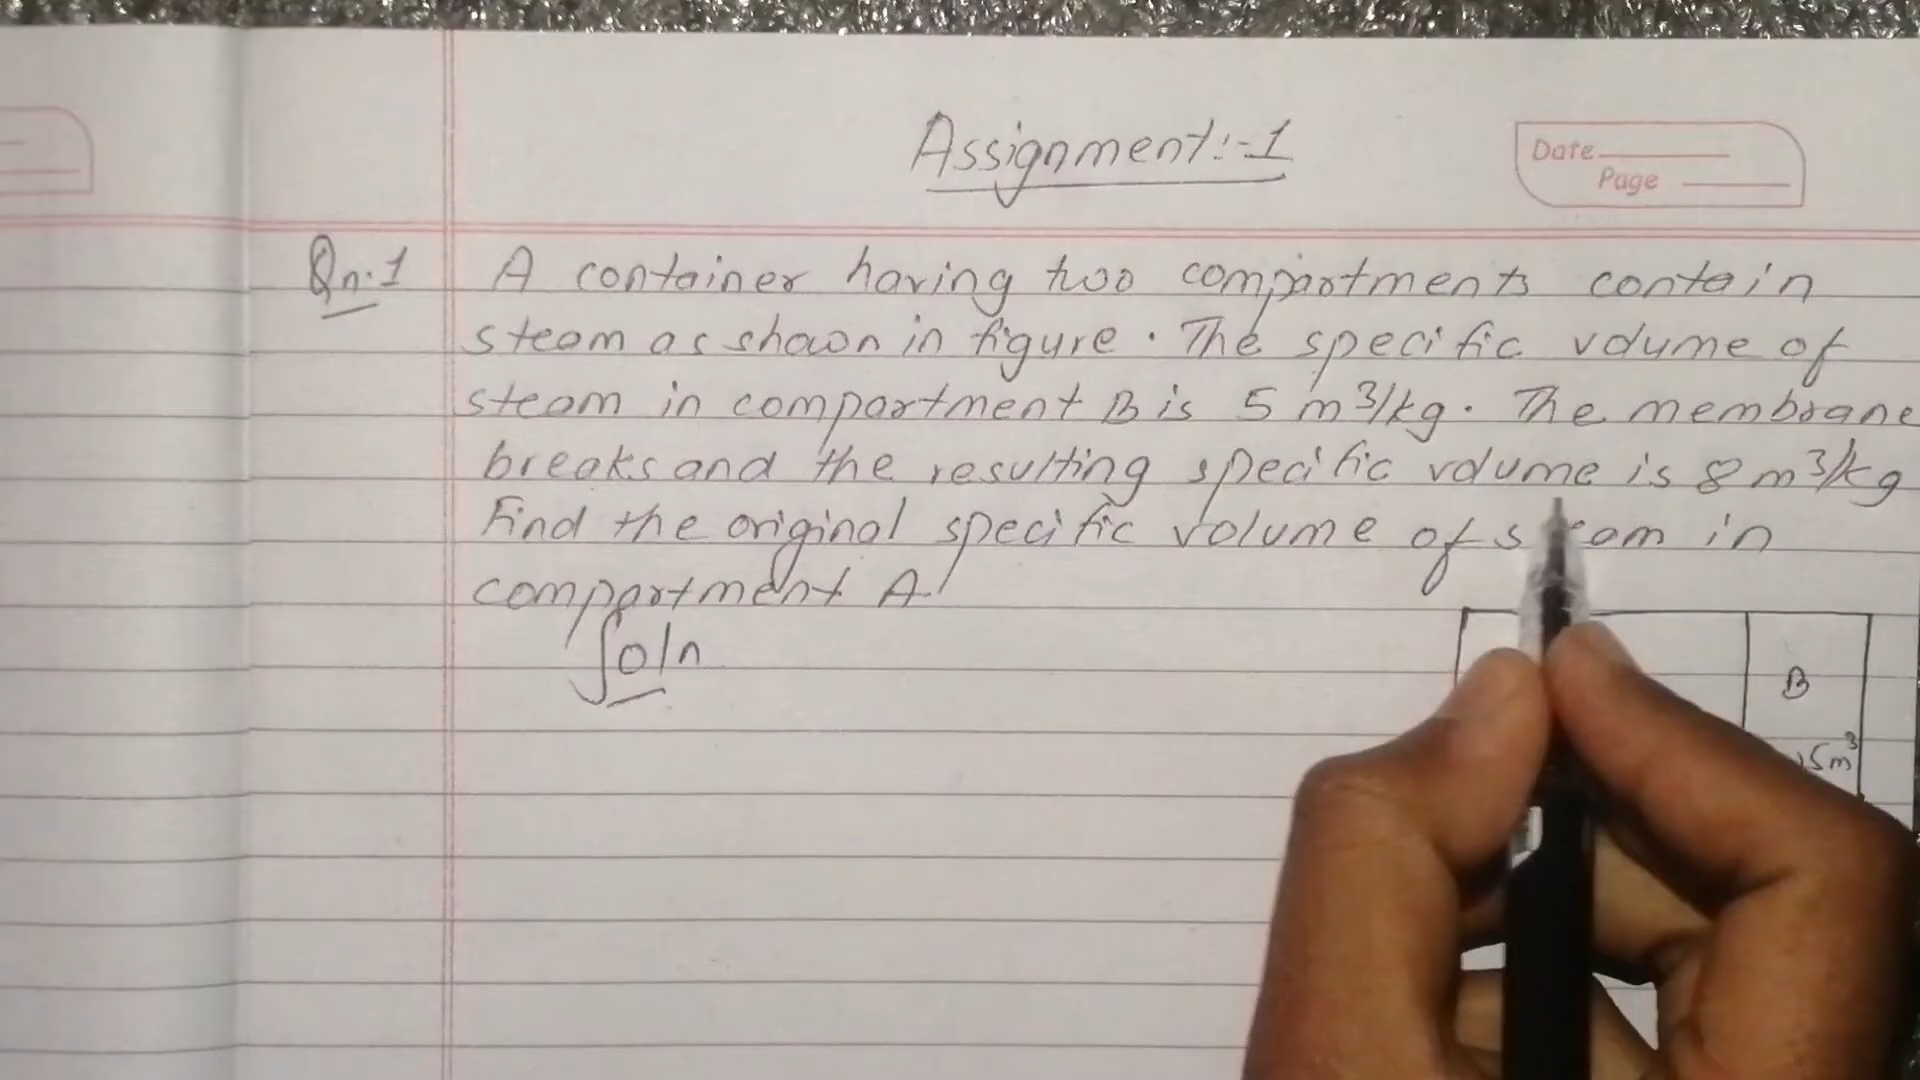 Assignment:-1
Date
Page
Qn.1 A container having two compartments contain
steam as shown in figure. The specific volume of
steam in compartment B is 5 m³/kg. The membrane
breaks and the resulting specific volume is 8 m³/kg
Find the original specific volume of in
compartment A.
Soln
B
5m³